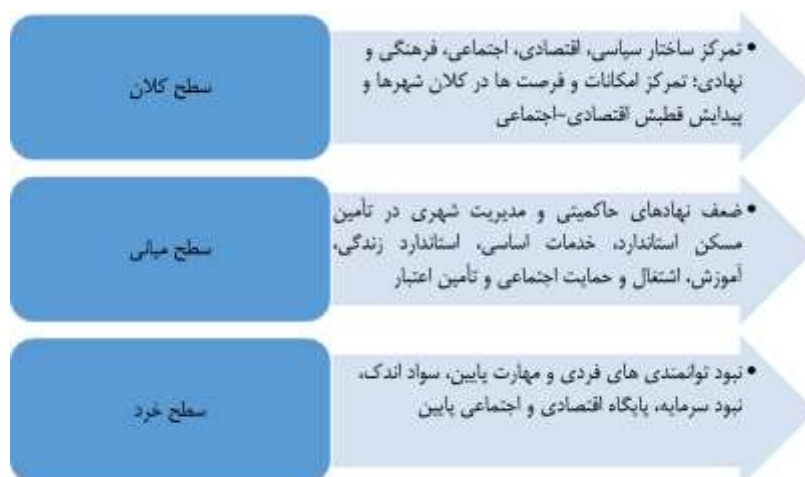 سطح کلان
• تمرکز ساختار سیاسی، اقتصادی، اجتماعی، فرهنگی و
نهادی؛ تمرکز امکانات و فرصت ها در کلان شهرها و
پیدایش قطبش اقتصادی-اجتماعی
سطح میانی
• ضعف نهادهای حاکمیتی و مدیریت شهری در تأمین
مسکن استاندارد، خدمات اساسی، استاندارد زندگی،
آموزش، اشتغال و حمایت اجتماعی و تأمین اعتبار
سطح خرد
• نبود توانمندی های فردی و مهارت پایین، سواد اندک،
نبود سرمایه، پایگاه اقتصادی و اجتماعی پایین